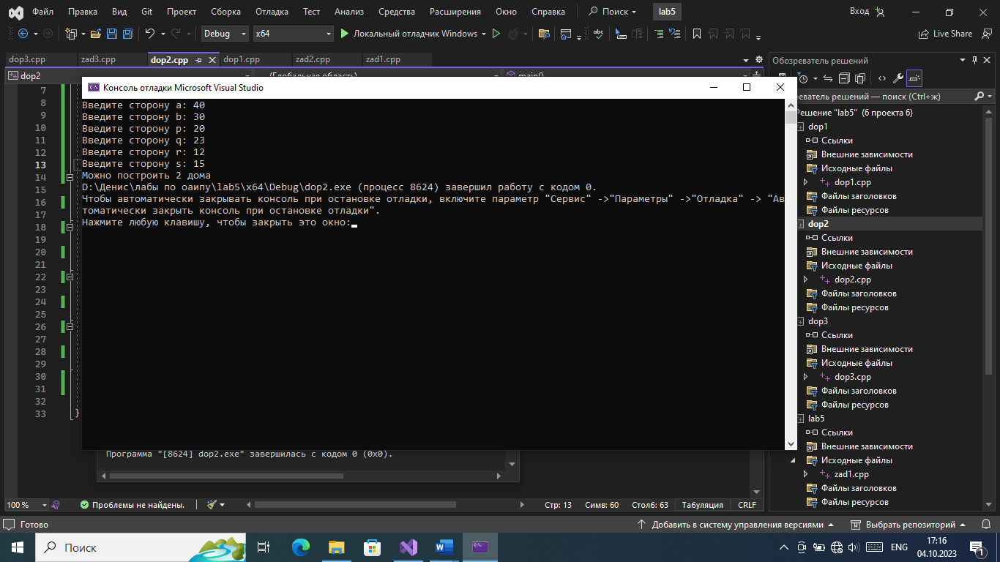 Файл Правка Вид Git Проект Сборка Отладка Тест Анализ Средства Расширения Окно Справка Поиск lab5 Вход
Debug x64 Локальный отладчик Windows Live Share
dop3.cpp zad3.cpp dop2.cpp dop1.cpp zad2.cpp zad1.cpp
Обозреватель решений
dop2 (Глобальная область) main()
Консоль отладки Microsoft Visual Studio
Введите сторону a: 40
Введите сторону b: 30
Введите сторону p: 20
Введите сторону q: 23
Введите сторону r: 12
Введите сторону s: 15
Можно построить 2 дома
D:\Денис\лабы по оаипу\lab5\x64\Debug\dop2.exe (процесс 8624) завершил работу с кодом 0.
Чтобы автоматически закрывать консоль при остановке отладки, включите параметр "Сервис" ->"Параметры" ->"Отладка" -> "Ав
томатически закрыть консоль при остановке отладки".
Нажмите любую клавишу, чтобы закрыть это окно:
7
8
9
10
11
12
13
14
15
16
17
18
19
20
21
22
23
24
25
26
27
28
29
30
31
32
33 }
реватель решений — поиск (Ctrl+ж)
Решение "lab5" (6 проекта 6)
dop1
Ссылки
Внешние зависимости
Исходные файлы
dop1.cpp
Файлы заголовков
Файлы ресурсов
dop2
Ссылки
Внешние зависимости
Исходные файлы
dop2.cpp
Файлы заголовков
Файлы ресурсов
dop3
Ссылки
Внешние зависимости
Исходные файлы
dop3.cpp
Файлы заголовков
Файлы ресурсов
lab5
Ссылки
Внешние зависимости
Исходные файлы
zad1.cpp
Файлы заголовков
Файлы ресурсов
Программа "[8624] dop2.exe" завершилась с кодом 0 (0x0).
100 % Проблемы не найдены. Стр: 13 Симв: 60 Столб: 63 Табуляция CRLF
Готово Добавить в систему управления версиями Выбрать репозиторий
Поиск ENG 17:16
04.10.2023 1